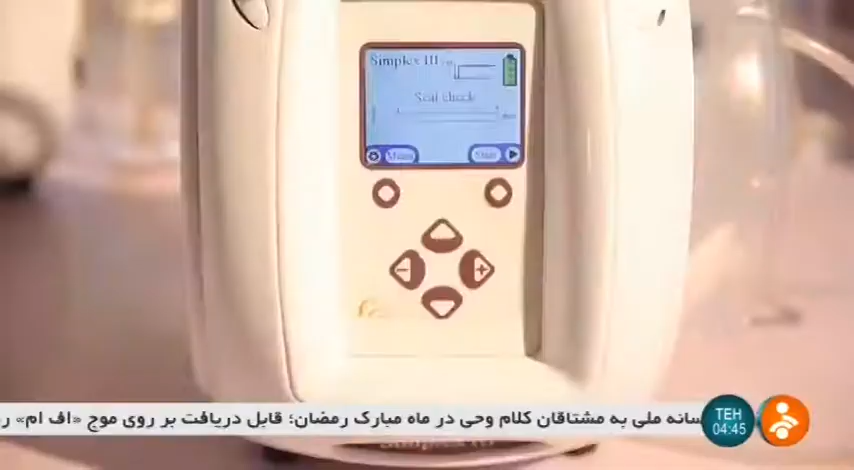 Simplex III
Seal check
Menu
Start
رسانه ملی به مشتاقان کلام وحی در ماه مبارک رمضان؛ قابل دریافت بر روی موج «اف ام»
TEH
04:45